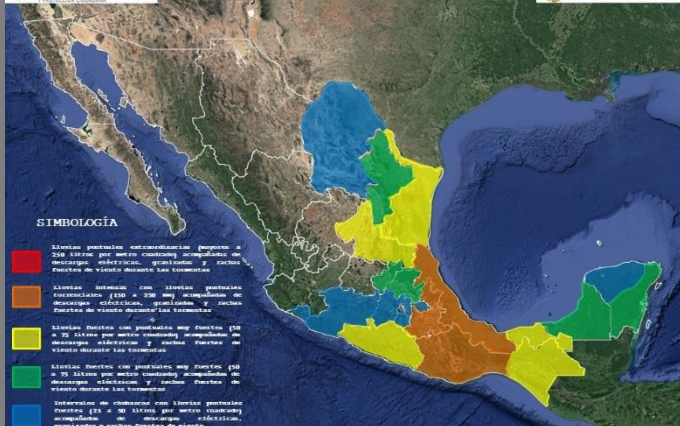 SIMBOLOGÍA
Lluvias puntuales extraordinarias (mayores a
250 litros por metro cuadrado) acompañadas de
descargas eléctricas, granizadas y rachas
fuertes de viento durante las tormentas
Lluvias intensas con lluvias puntuales
torrenciales (150 a 250 mm) acompañadas de
descargas eléctricas, granizadas y rachas
fuertes de viento durante las tormentas
Lluvias fuertes con puntuales muy fuertes (50
a 75 litros por metro cuadrado) acompañadas de
descargas eléctricas y rachas fuertes de
viento durante las tormentas
Lluvias fuertes con puntuales muy fuertes (50
a 75 litros por metro cuadrado) acompañadas de
descargas eléctricas y rachas fuertes de
viento durante las tormentas
Intervalos de chubascos con lluvias puntuales
fuertes (25 a 50 litros por metro cuadrado)
acompañados de descargas eléctricas,